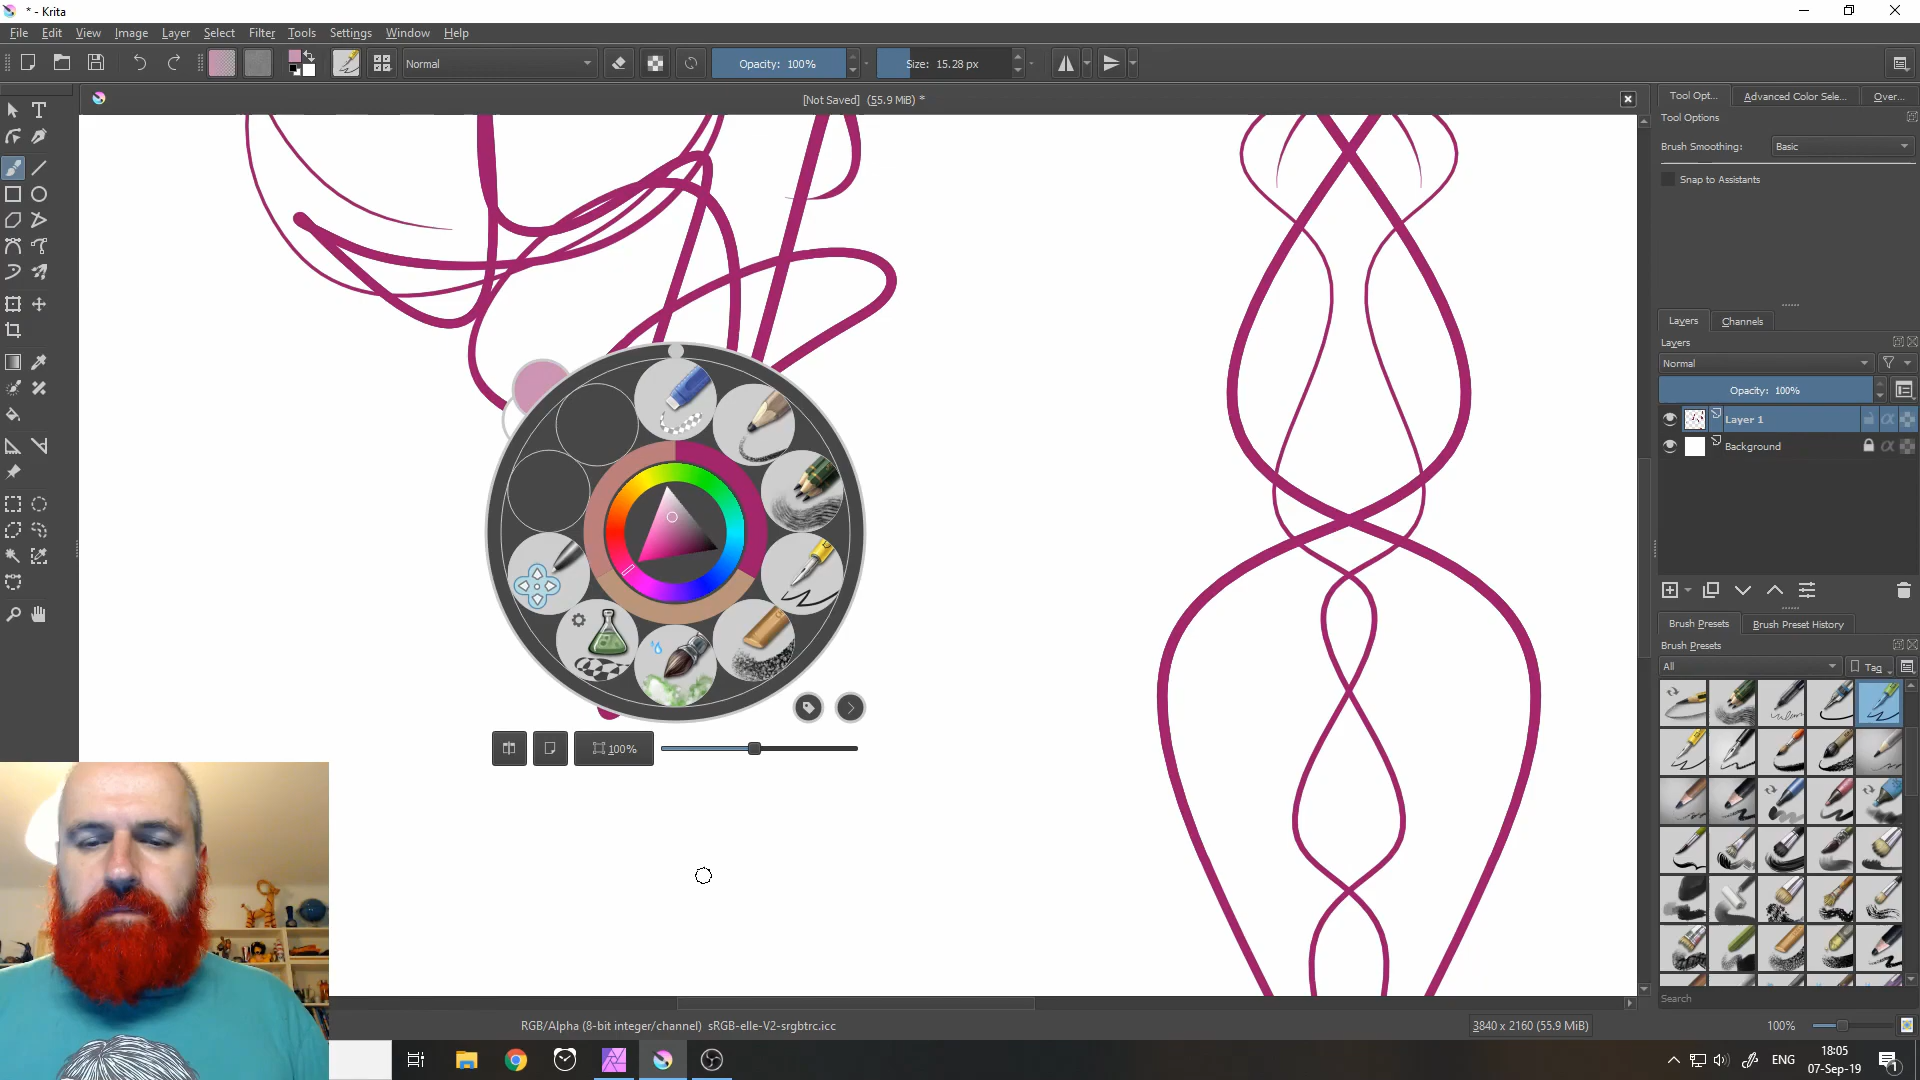 * - Krita
File Edit View Image Layer Select Filter Tools Settings Window Help
Normal Opacity: 100% Size: 15.28 px
[Not Saved] (55.9 MiB) *
Tool Opt... Advanced Color Sele... Over...
Tool Options
Brush Smoothing: Basic
Snap to Assistants
Layers Channels
Layers
Normal
Opacity: 100%
Layer 1
Background
Brush Presets Brush Preset History
Brush Presets
All Tag
100%
Search
RGB/Alpha (8-bit integer/channel) sRGB-elle-V2-srgbtrc.icc
3840 x 2160 (55.9 MiB)
100%
ENG
18:05
07-Sep-19
1